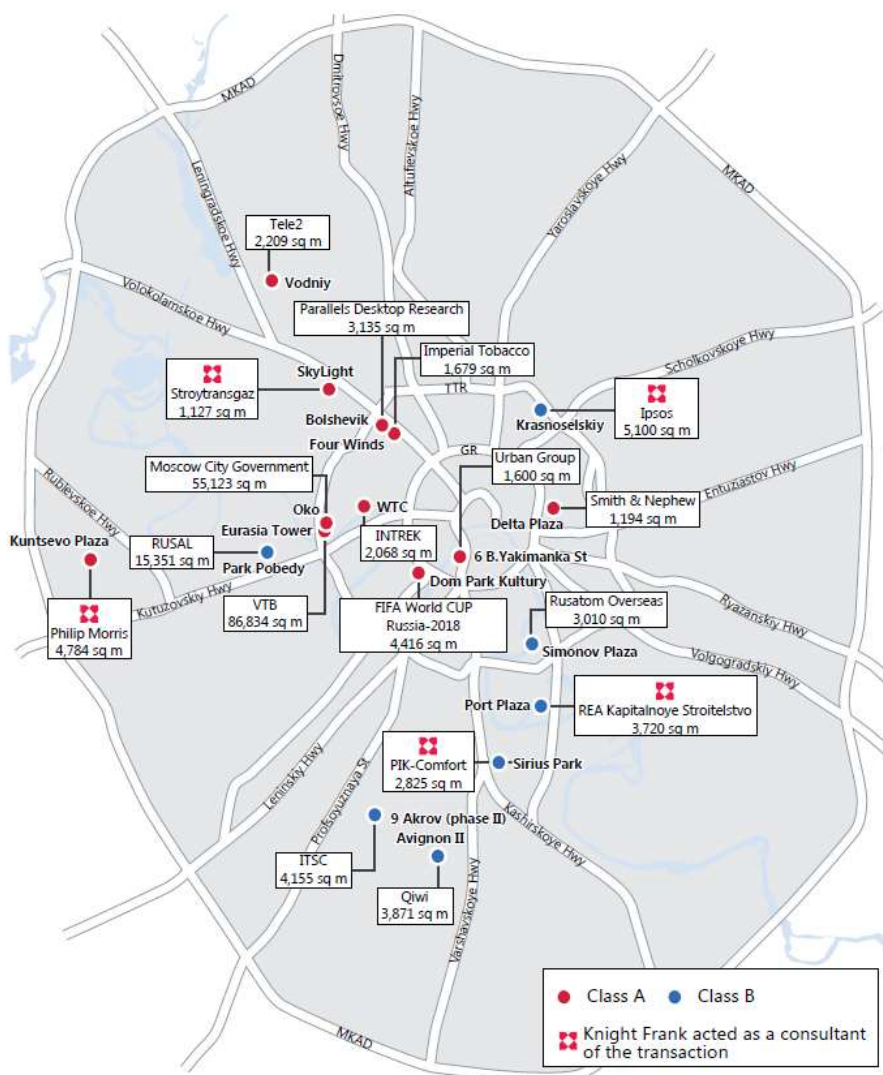 MKAD
Dmitrovsoe Hwy
Altufievskoe Hwy
Leningradskoe Hwy
Yaroslavskoye Hwy
MKAD
Tele2
2,209 sq m
Vodniy
Volokolamskoe Hwy
Parallels Desktop Research
3,135 sq m
Imperial Tobacco
1,679 sq m
Scholkovskoye Hwy
SkyLight
TTR
Stroytransgaz
1,127 sq m
Ipsos
5,100 sq m
Krasnoselskiy
Bolshevik
Four Winds
GR
Urban Group
1,600 sq m
Moscow City Government
55,123 sq m
Entuziastov Hwy
Smith & Nephew
1,194 sq m
Rublevskoe Hwy
Oko
WTC
Delta Plaza
Eurasia Tower
INTREK
2,068 sq m
Kuntsevo Plaza
RUSAL
15,351 sq m
Park Pobedy
6 B.Yakimanka St
Dom Park Kultury
Kutuzovskiy Hwy
VTB
86,834 sq m
FIFA World CUP
Russia-2018
4,416 sq m
Rusatom Overseas
3,010 sq m
Ryazanskiy Hwy
Philip Morris
4,784 sq m
Simonov Plaza
Volgogradskiy Hwy
Port Plaza
REA Kapitalnoye Stroitelstvo
3,720 sq m
Leninskiy Hwy
PIK-Comfort
2,825 sq m
Sirius Park
Profsoyuznaya St
Kashirskoye Hwy
9 Akrov (phase II)
Avignon II
ITSC
4,155 sq m
Qiwi
3,871 sq m
Varshavskoye Hwy
MKAD
Class A
Class B
Knight Frank acted as a consultant
of the transaction